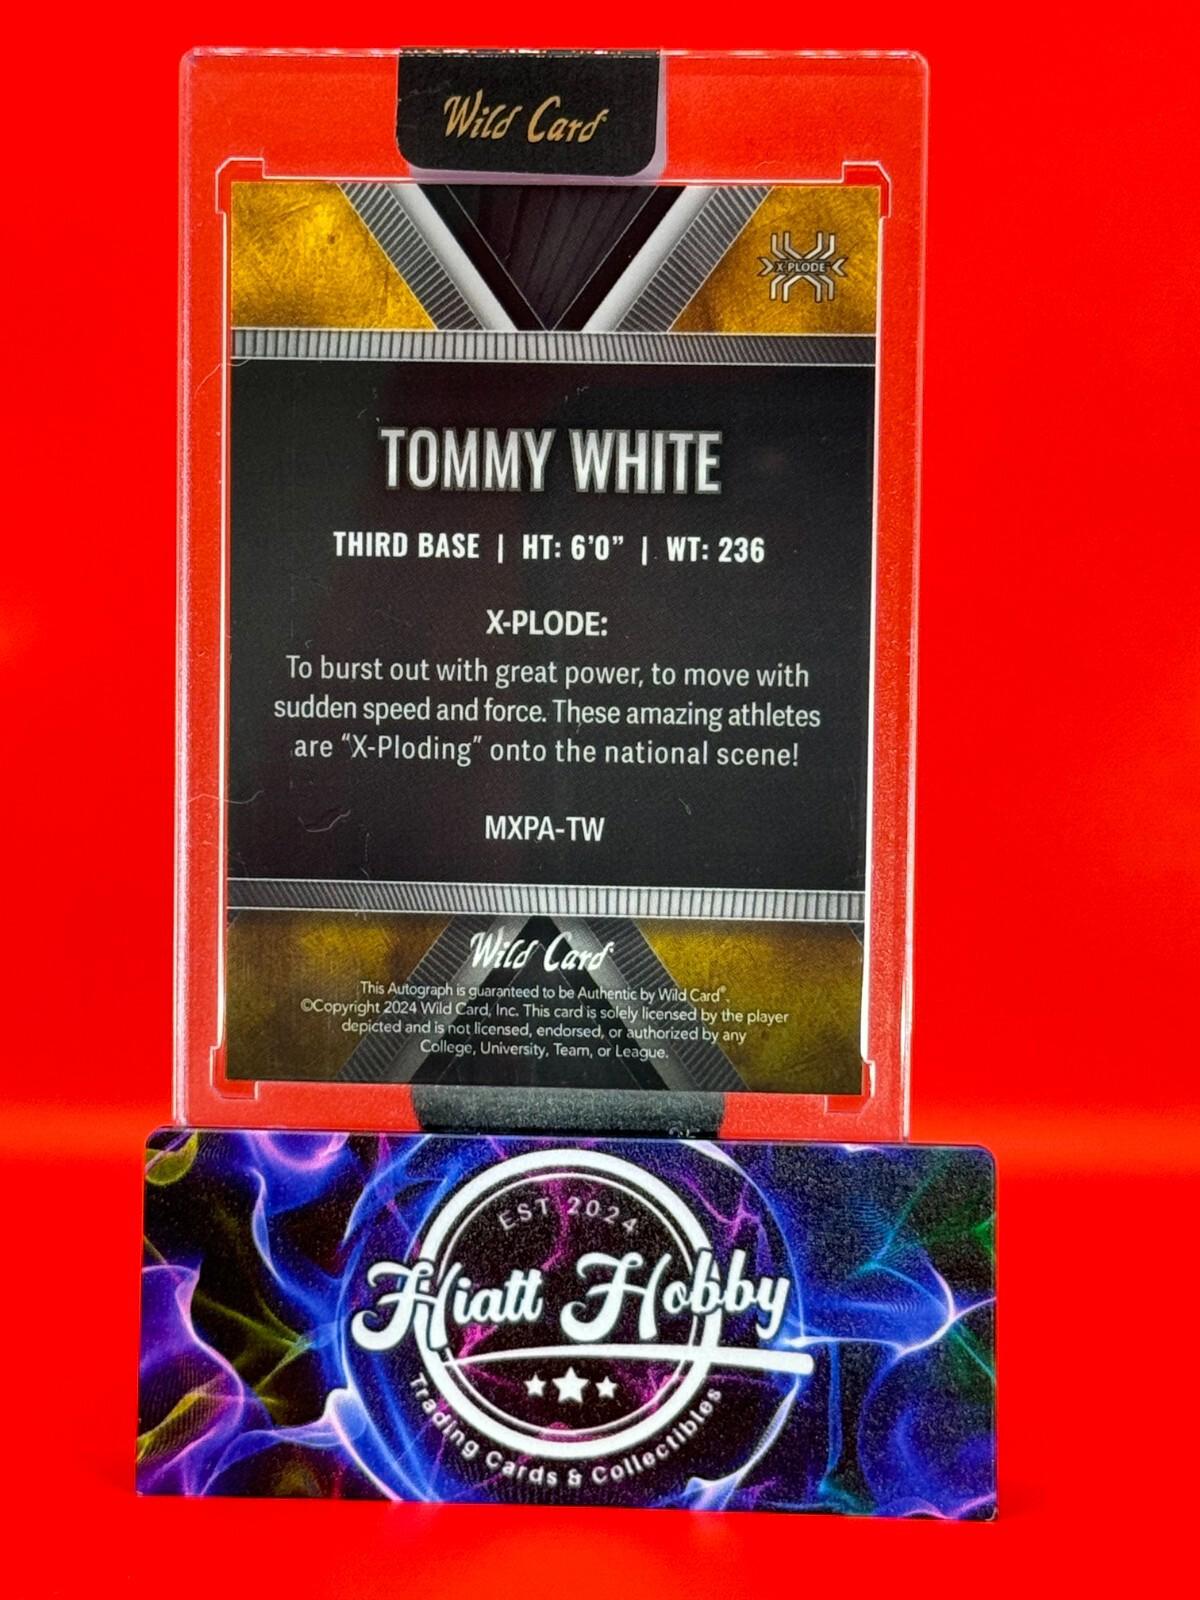 Wild Card
X-PLODE
TOMMY WHITE
THIRD BASE | HT: 6'0” | WT: 236
X-PLODE:
To burst out with great power, to move with
sudden speed and force. These amazing athletes
are “X-Ploding” onto the national scene!
MXPA-TW
Wild Card
This Autograph is guaranteed to be Authentic by Wild Card®.
©Copyright 2024 Wild Card, Inc. This card is solely licensed by the player
depicted and is not licensed, endorsed, or authorized by any
College, University, Team, or League.
EST 2024
Hiatt Hobby
Trading Cards & Collectibles